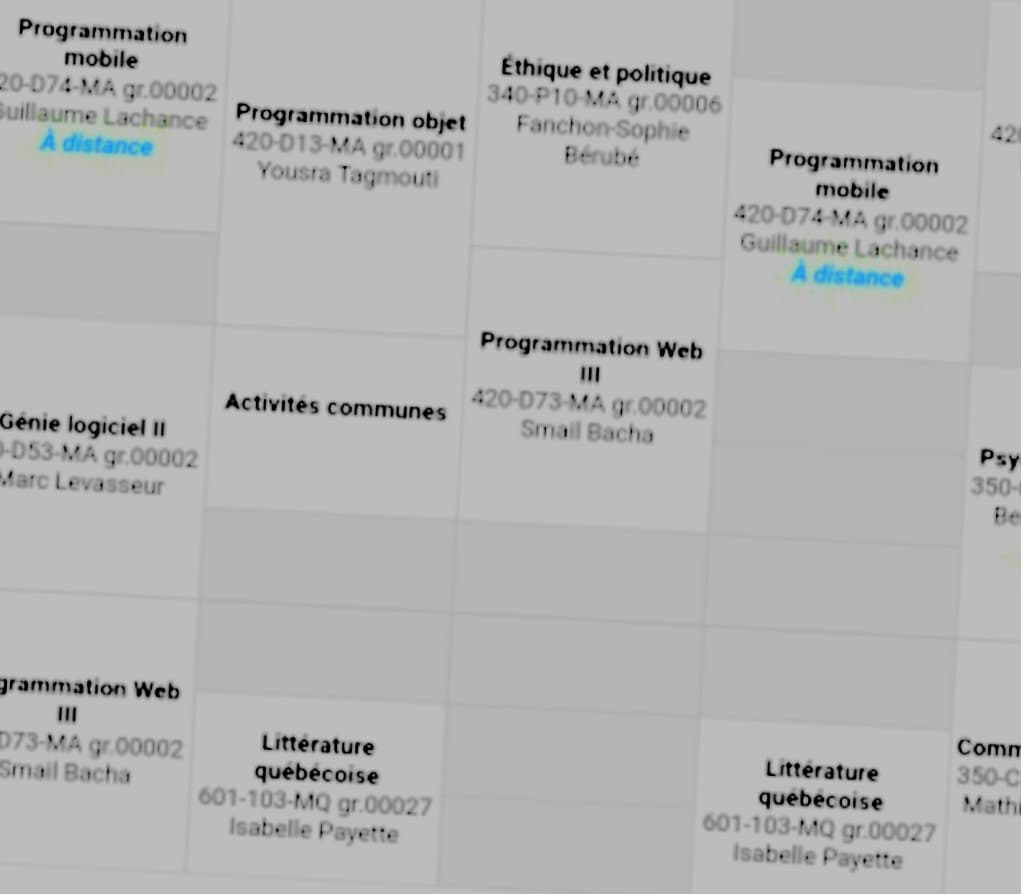 Programmation
mobile
20-D74-MA gr.00002
Guillaume Lachance
À distance
Génie logiciel II
0-D53-MA gr.00002
Marc Levasseur
grammation Web
III
D73-MA gr.00002
Smail Bacha
Programmation objet
420-D13-MA gr.00001
Yousra Tagmouti
Activités communes
Littérature
québécoise
601-103-MQ gr.00027
Isabelle Payette
Éthique et politique
340-P10-MA gr.00006
Fanchon-Sophie
Bérubé
Programmation Web
III
420-D73-MA gr.00002
Smail Bacha
Programmation
mobile
420-D74-MA gr.00002
Guillaume Lachance
À distance
Littérature
québécoise
601-103-MQ gr.00027
Isabelle Payette
420
Psy
350-
Be
Comm
350-C
Mathi